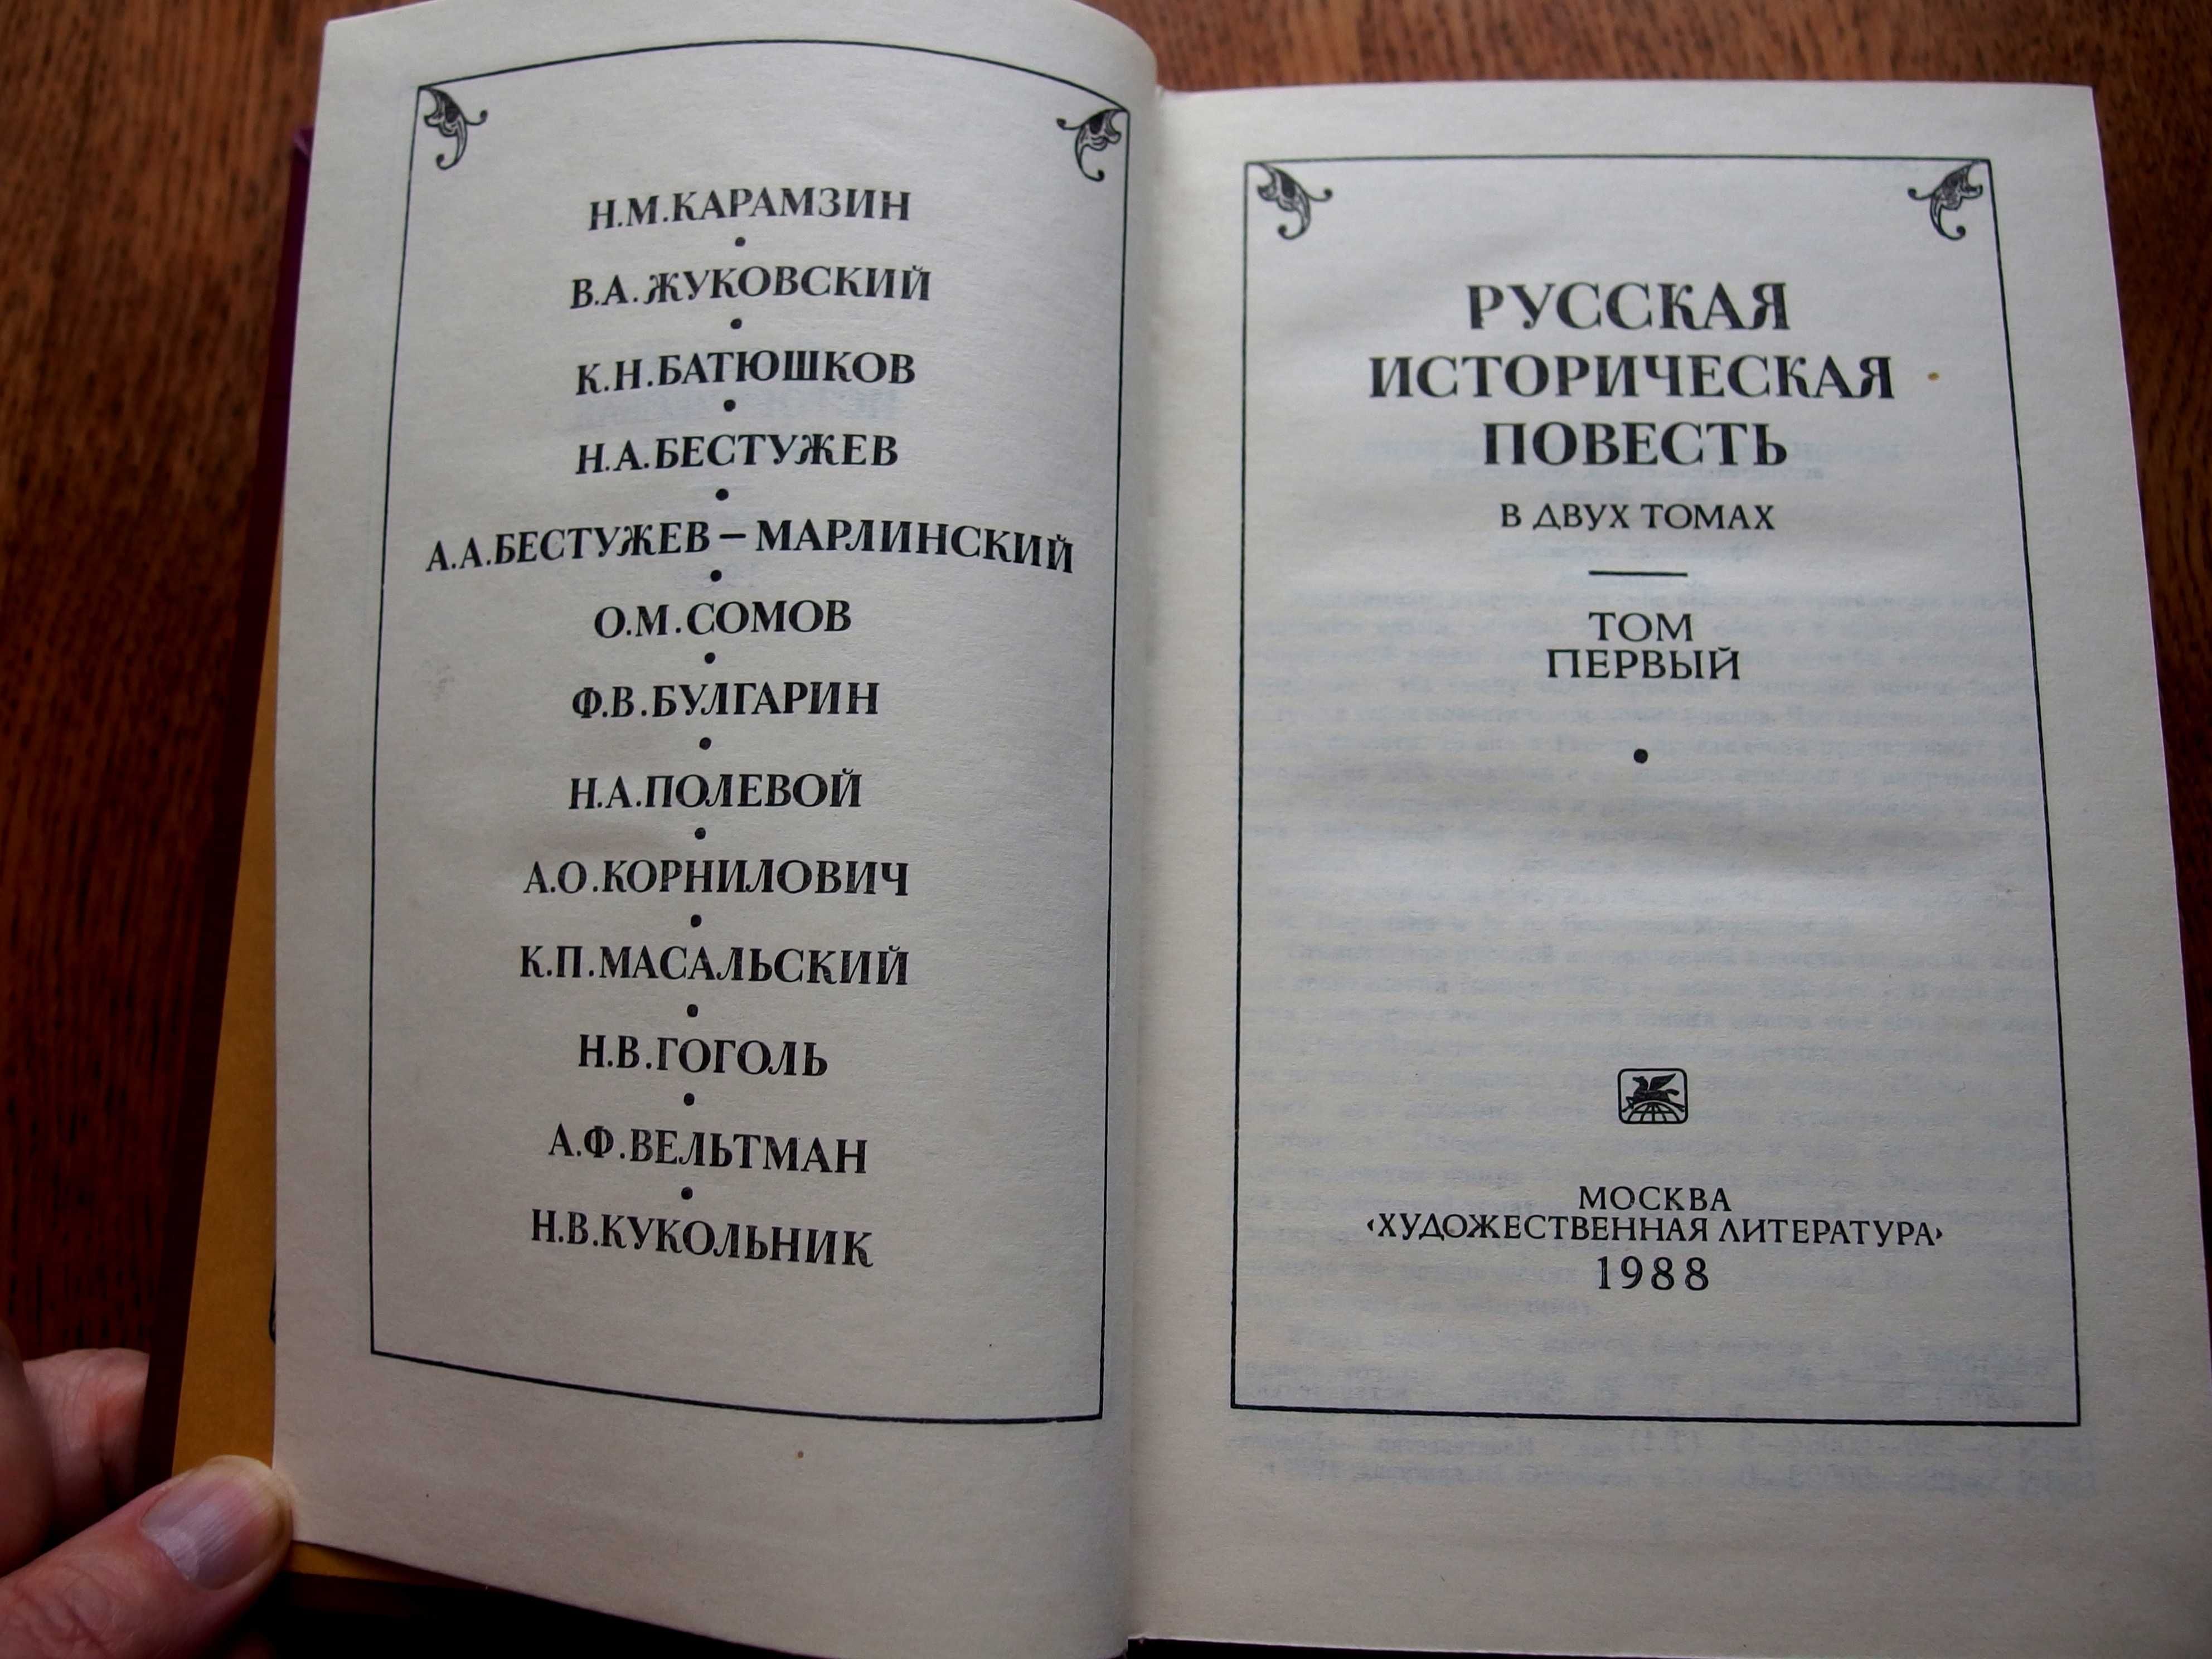 Н.М.КАРАМЗИН
•
В.А.ЖУКОВСКИЙ
•
К.Н.БАТЮШКОВ
•
Н.А.БЕСТУЖЕВ
•
А.А.БЕСТУЖЕВ – МАРЛИНСКИЙ
•
О.М.СОМОВ
•
Ф.В.БУЛГАРИН
•
Н.А.ПОЛЕВОЙ
•
А.О.КОРНИЛОВИЧ
•
К.П.МАСАЛЬСКИЙ
•
Н.В.ГОГОЛЬ
•
А.Ф.ВЕЛЬТМАН
•
Н.В.КУКОЛЬНИК
РУССКАЯ
ИСТОРИЧЕСКАЯ
ПОВЕСТЬ
В ДВУХ ТОМАХ
ТОМ
ПЕРВЫЙ
•
МОСКВА
‹ХУДОЖЕСТВЕННАЯ ЛИТЕРАТУРА›
1988